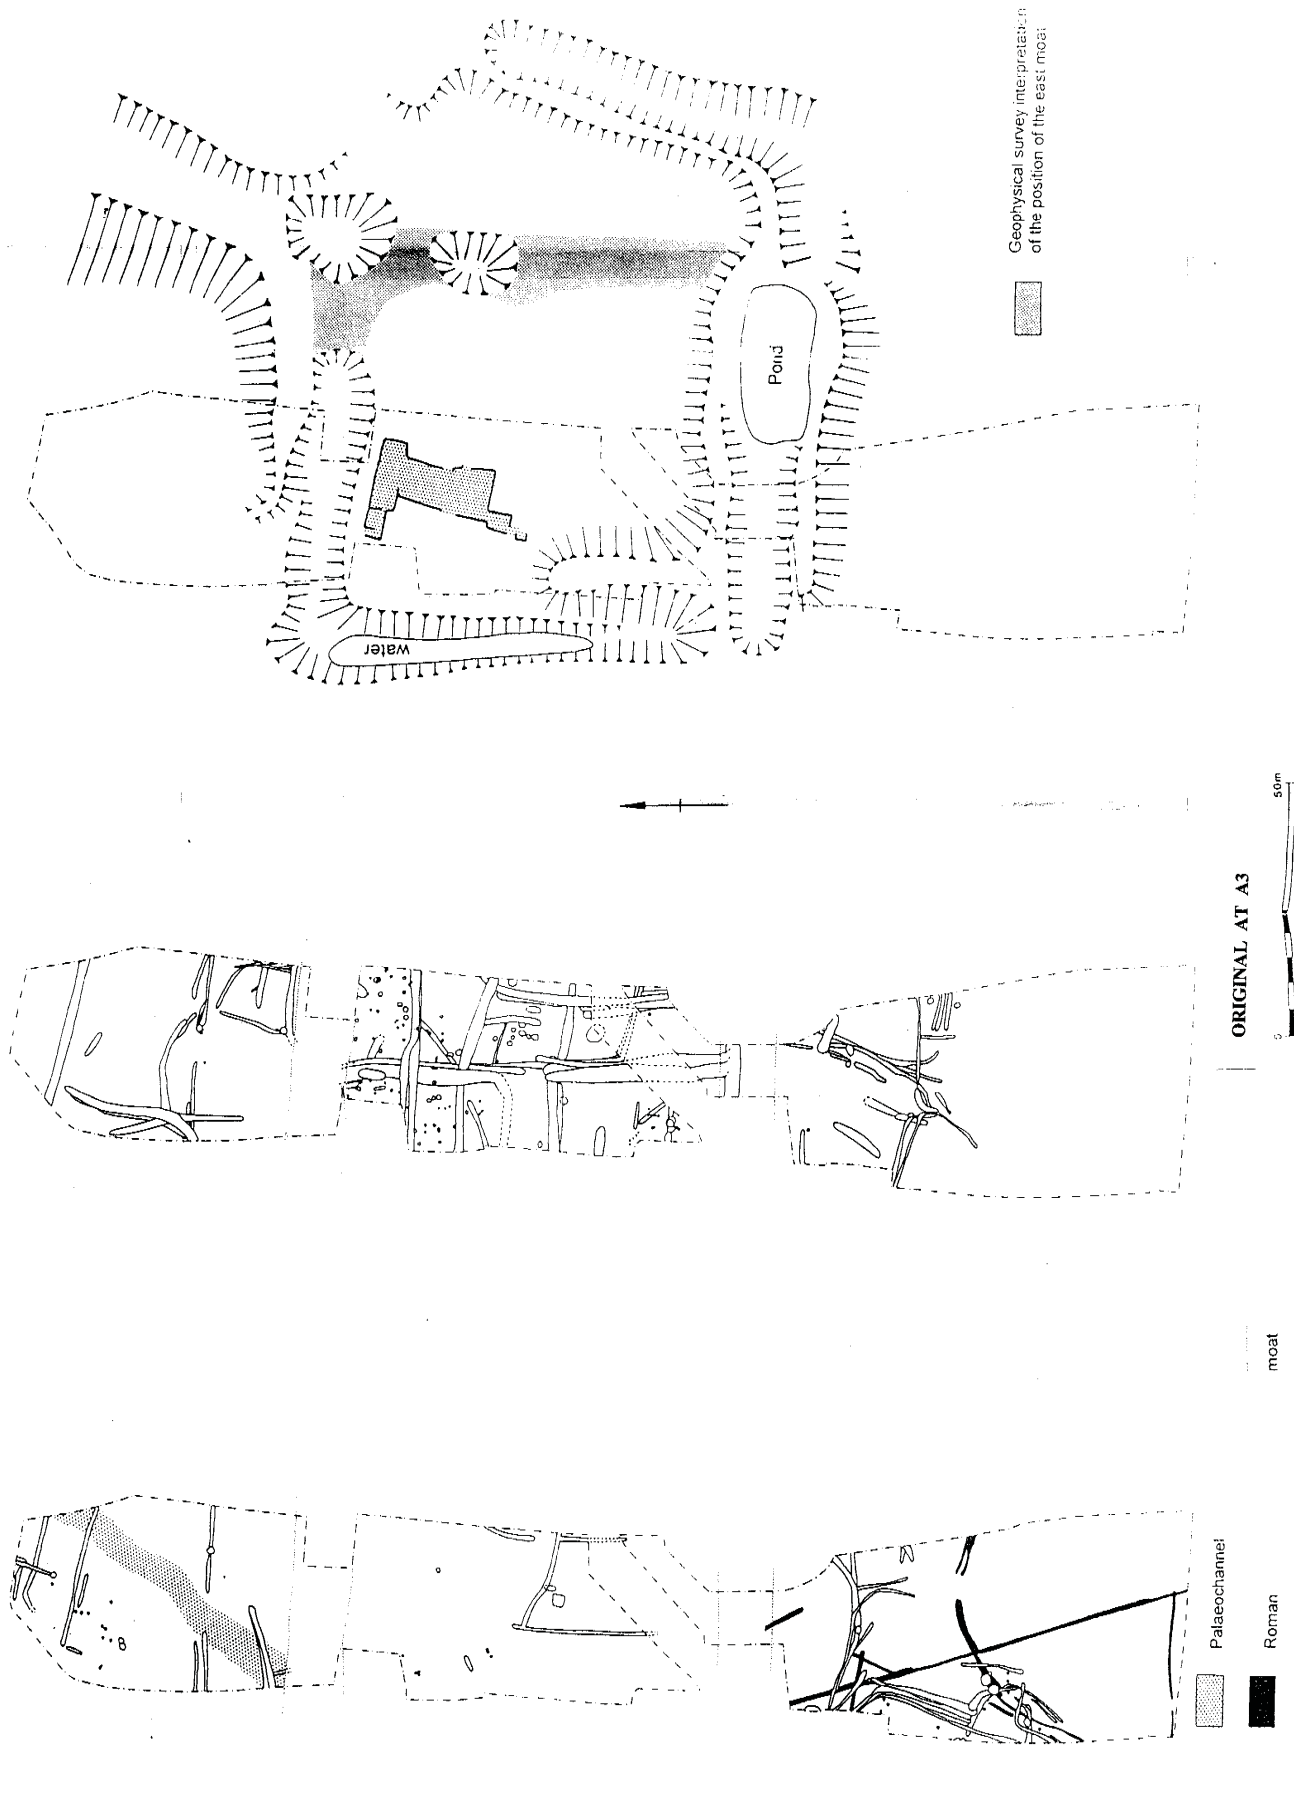 Geophysical survey interpretation
of the position of the east moat
Pond
water
50m
ORIGINAL AT A3
moat
Palaeochannel
Roman